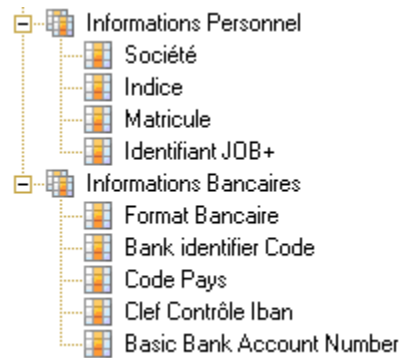 Informations Personnel
Société
Indice
Matricule
Identifiant JOB+
Informations Bancaires
Format Bancaire
Bank identifier Code
Code Pays
Clef Contrôle Iban
Basic Bank Account Number